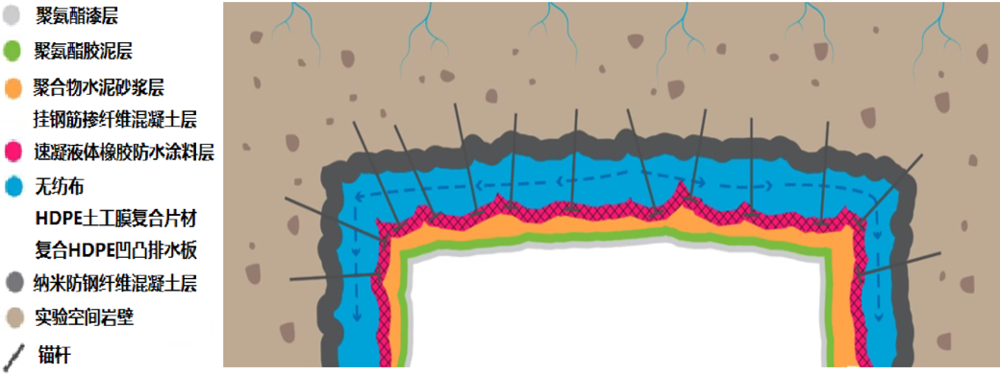 聚氨酯漆层
聚氨酯胶泥层
聚合物水泥砂浆层
挂钢筋掺纤维混凝土层
速凝液体橡胶防水涂料层
无纺布
HDPE土工膜复合片材
复合HDPE凹凸排水板
纳米防钢纤维混凝土层
实验空间岩壁
锚杆